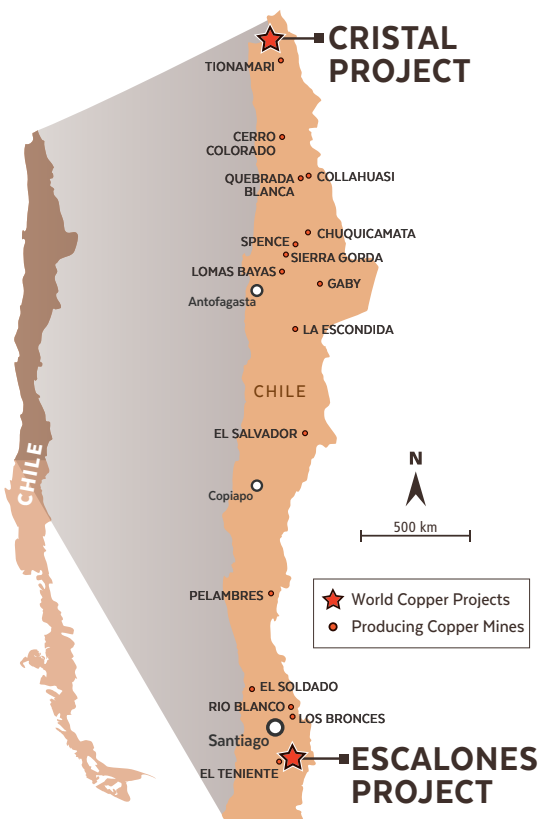 CRISTAL
PROJECT
TIONAMARI
CERRO
COLORADO
QUEBRADA
BLANCA
COLLAHUASI
CHUQUICAMATA
SPENCE
SIERRA GORDA
LOMAS BAYAS
GABY
Antofagasta
LA ESCONDIDA
CHILE
EL SALVADOR
CHILE
N
Copiapo
500 km
PELAMBRES
World Copper Projects
Producing Copper Mines
EL SOLDADO
RIO BLANCO
LOS BRONCES
Santiago
ESCALONES
PROJECT
EL TENIENTE